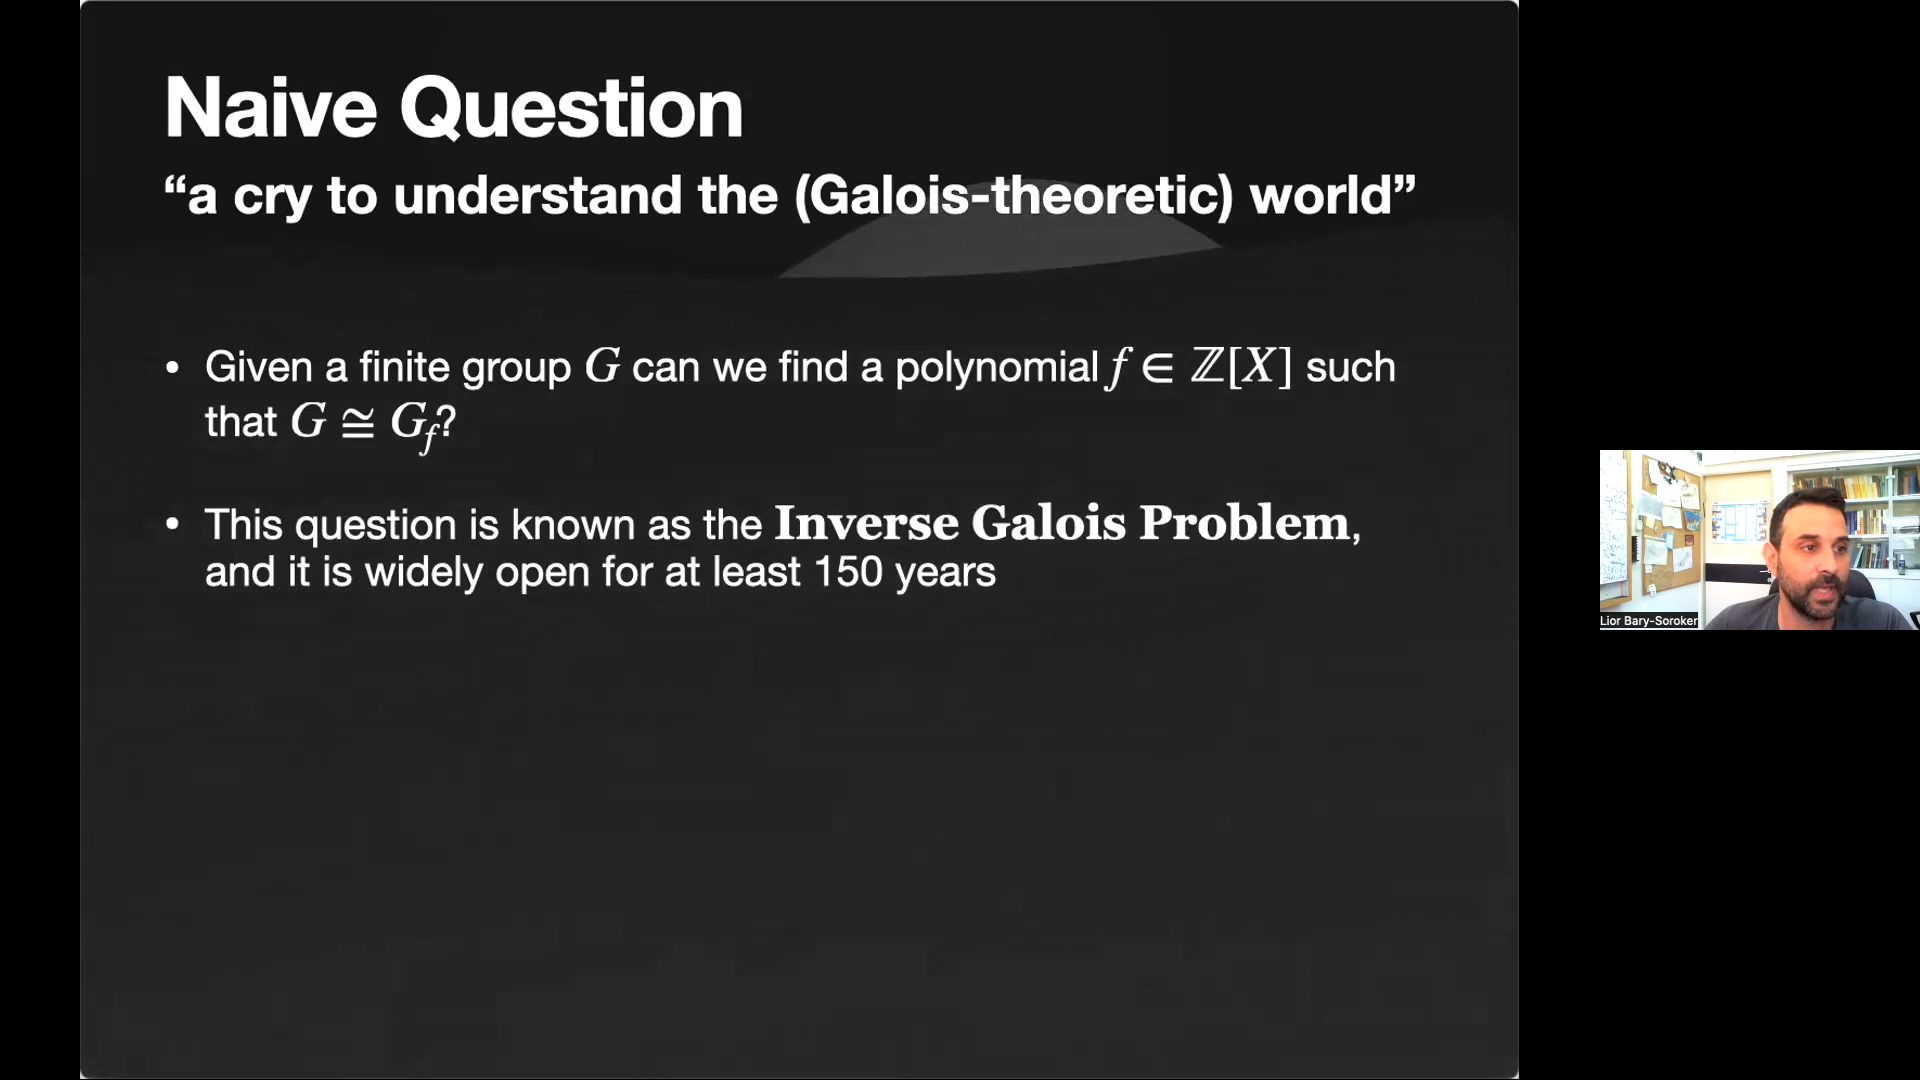 Naive Question
“a cry to understand the (Galois-theoretic) world”
• Given a finite group G can we find a polynomial f ∈ ℤ[X] such
that G ≅ G_f?
• This question is known as the Inverse Galois Problem,
and it is widely open for at least 150 years
Lior Bary-Soroker